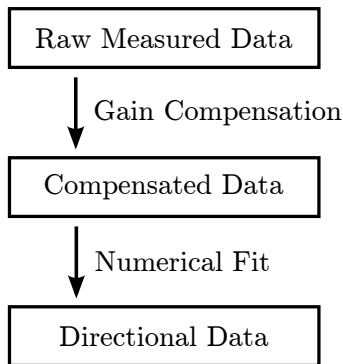 Raw Measured Data
Gain Compensation
Compensated Data
Numerical Fit
Directional Data